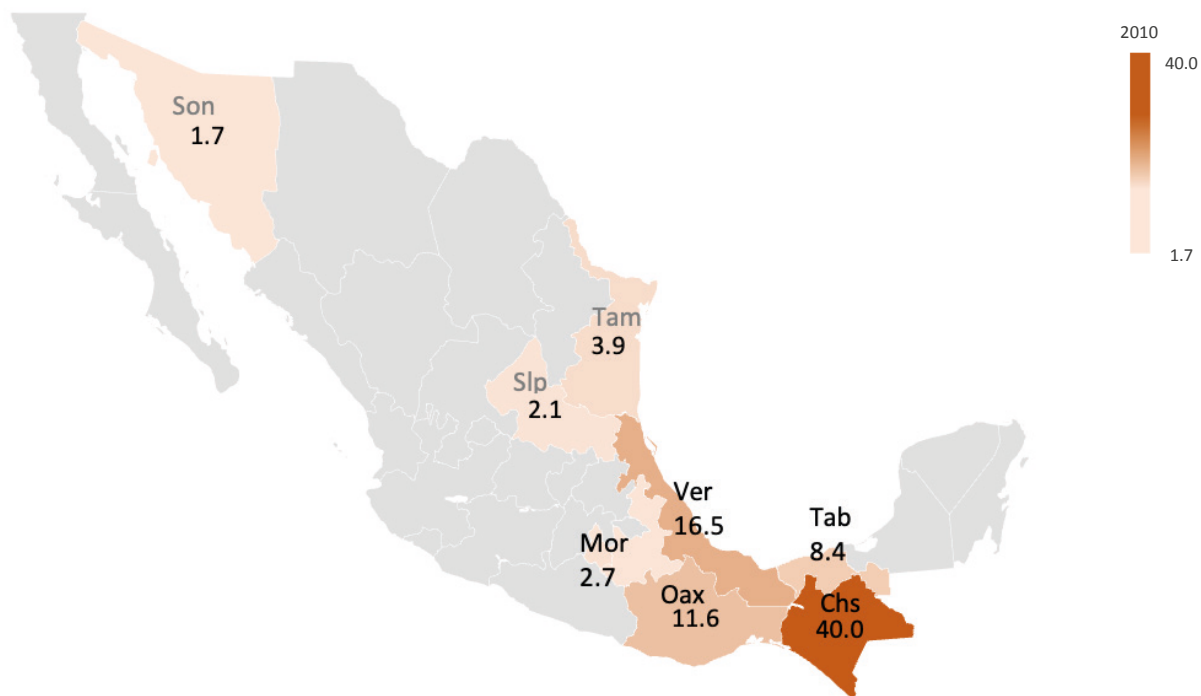 2010
40.0
1.7
Son
1.7
Tam
3.9
Slp
2.1
Ver
16.5
Tab
8.4
Mor
2.7
Oax
11.6
Chs
40.0